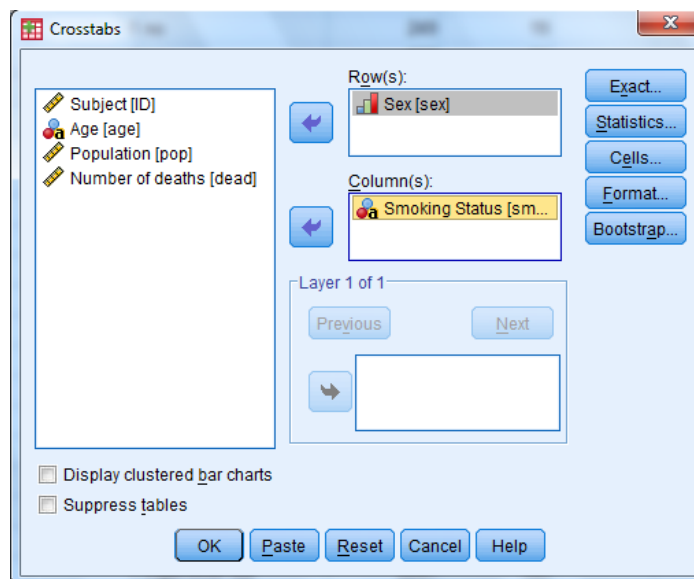 Crosstabs
Subject [ID]
Age [age]
Population [pop]
Number of deaths [dead]
Row(s):
Sex [sex]
Column(s):
Smoking Status [sm...
Layer 1 of 1
Previous
Next
Exact...
Statistics...
Cells...
Format...
Bootstrap...
Display clustered bar charts
Suppress tables
OK Paste Reset Cancel Help